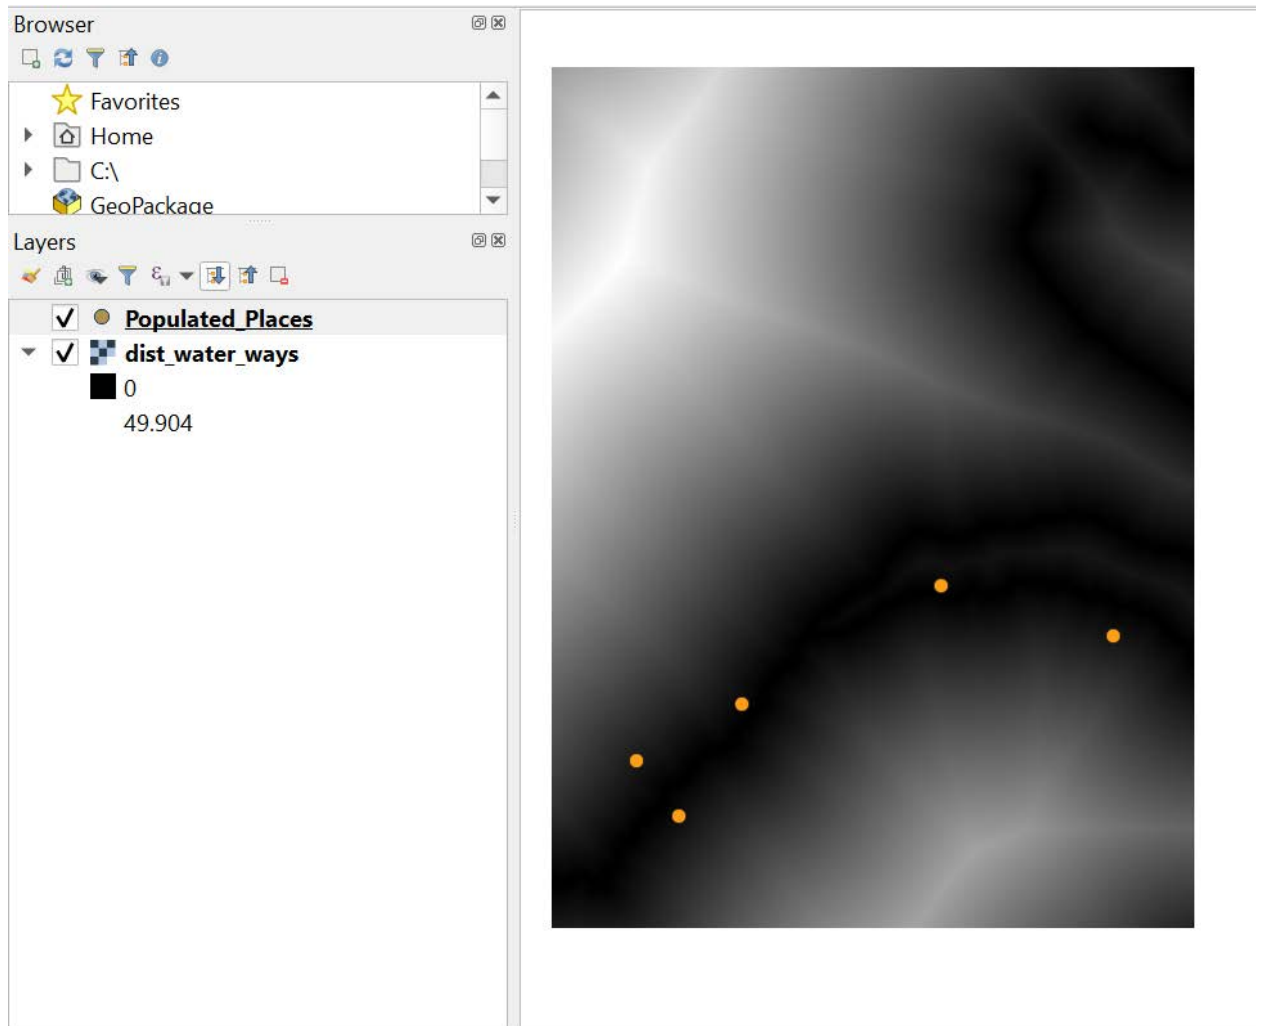 Browser
Favorites
Home
C:\
GeoPackage
Layers
Populated_Places
dist_water_ways
0
49.904